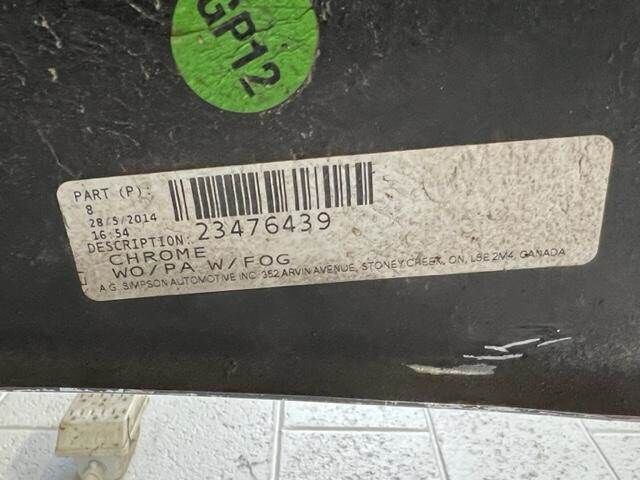 GP12
PART (P):
8
28/5/2014
16:54
23476439
DESCRIPTION:
CHROME
WO/PA W/FOG
A.G. SIMPSON AUTOMOTIVE INC. 352 ARVIN AVENUE, STONEY CREEK, ON, L8E 2M4, CANADA